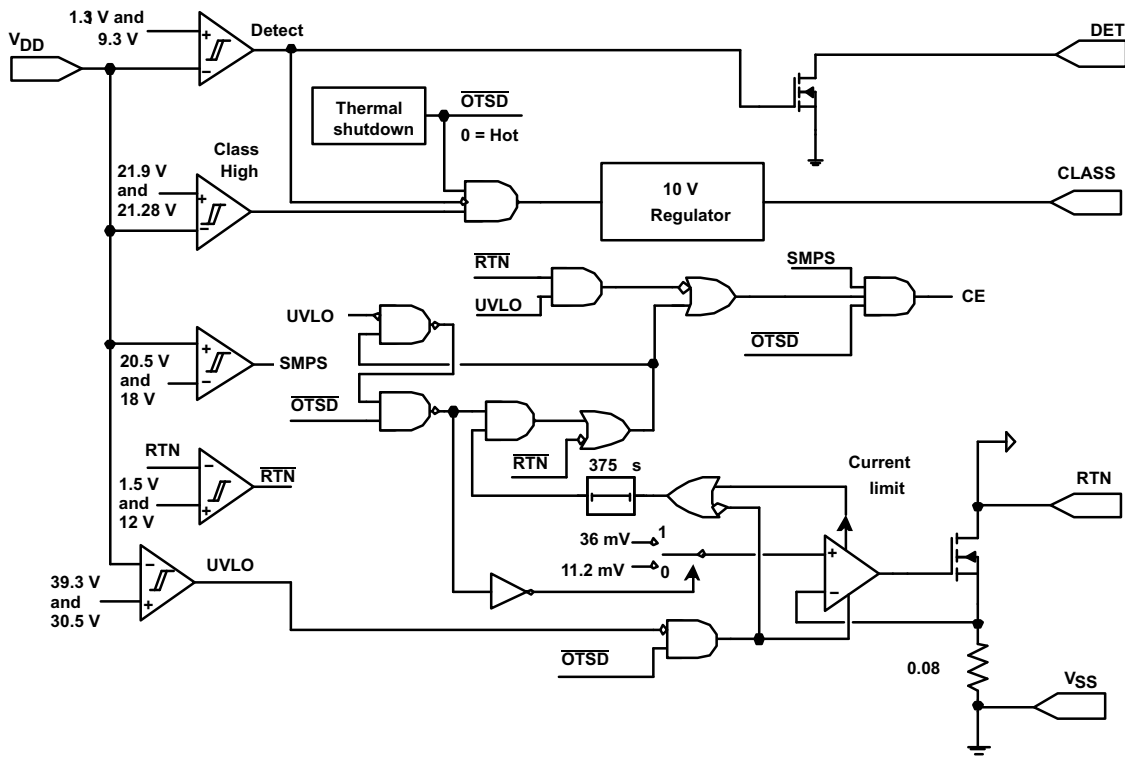 1.3 V and
9.3 V
VDD
Detect
DET
Thermal
shutdown
OTSD
0 = Hot
Class
High
21.9 V
and
21.28 V
10 V
Regulator
CLASS
RTN
UVLO
SMPS
CE
OTSD
UVLO
20.5 V
and
18 V
SMPS
OTSD
RTN
RTN
1.5 V
and
12 V
RTN
375 s
Current
limit
RTN
36 mV
1
11.2 mV
0
UVLO
39.3 V
and
30.5 V
OTSD
0.08
VSS